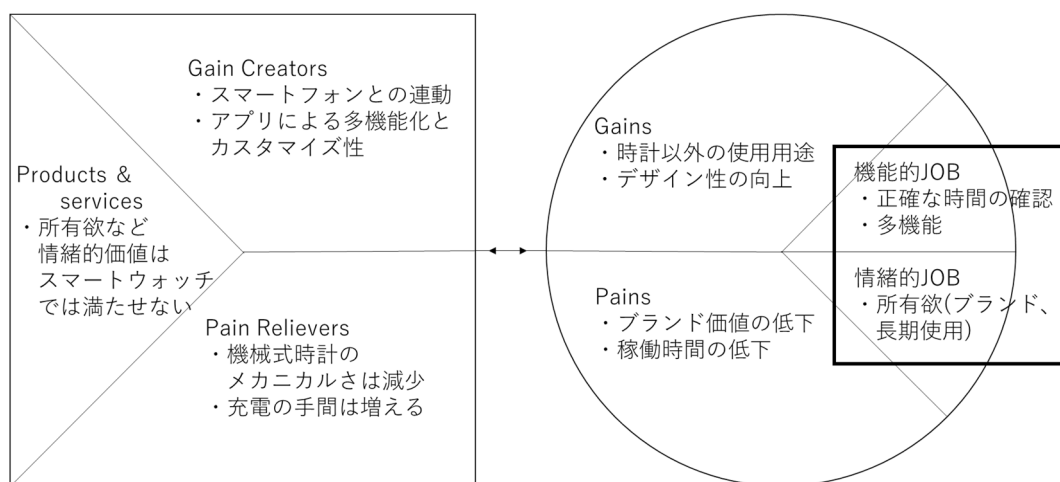 Gain Creators
・スマートフォンとの連動
・アプリによる多機能化と
カスタマイズ性
Products &
services
・所有欲など
情緒的価値は
スマートウォッチ
では満たせない
Pain Relievers
・機械式時計の
メカニカルさは減少
・充電の手間は増える
Gains
・時計以外の使用用途
・デザイン性の向上
Pains
・ブランド価値の低下
・稼働時間の低下
機能的JOB
・正確な時間の確認
・多機能
情緒的JOB
・所有欲(ブランド、
長期使用)